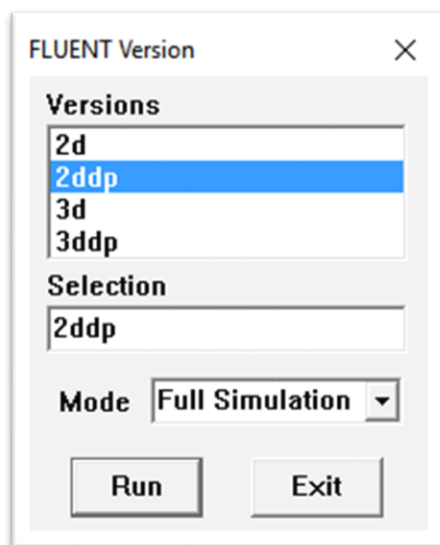 FLUENT Version
Versions
2d
2ddp
3d
3ddp
Selection
2ddp
Mode Full Simulation
Run Exit